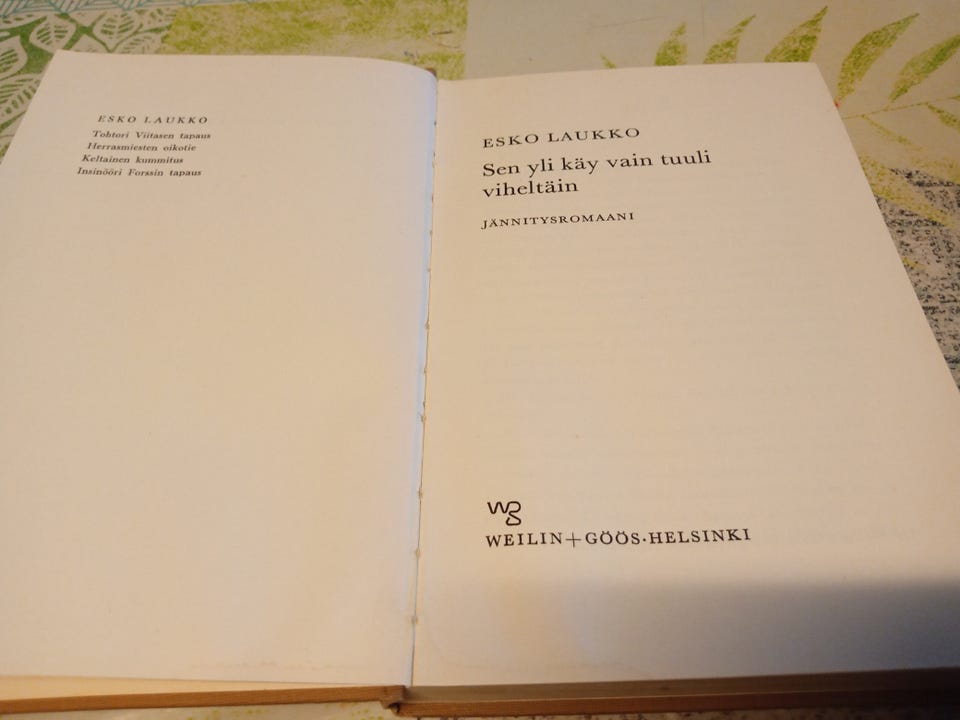 ESKO LAUKKO
Tohtori Viitasen tapaus
Herrasmiesten oikotie
Keltainen kummitus
Insinööri Forssin tapaus
ESKO LAUKKO
Sen yli käy vain tuuli
viheltäin
JÄNNITYSROMAANI
WG
WEILIN+GÖÖS·HELSINKI